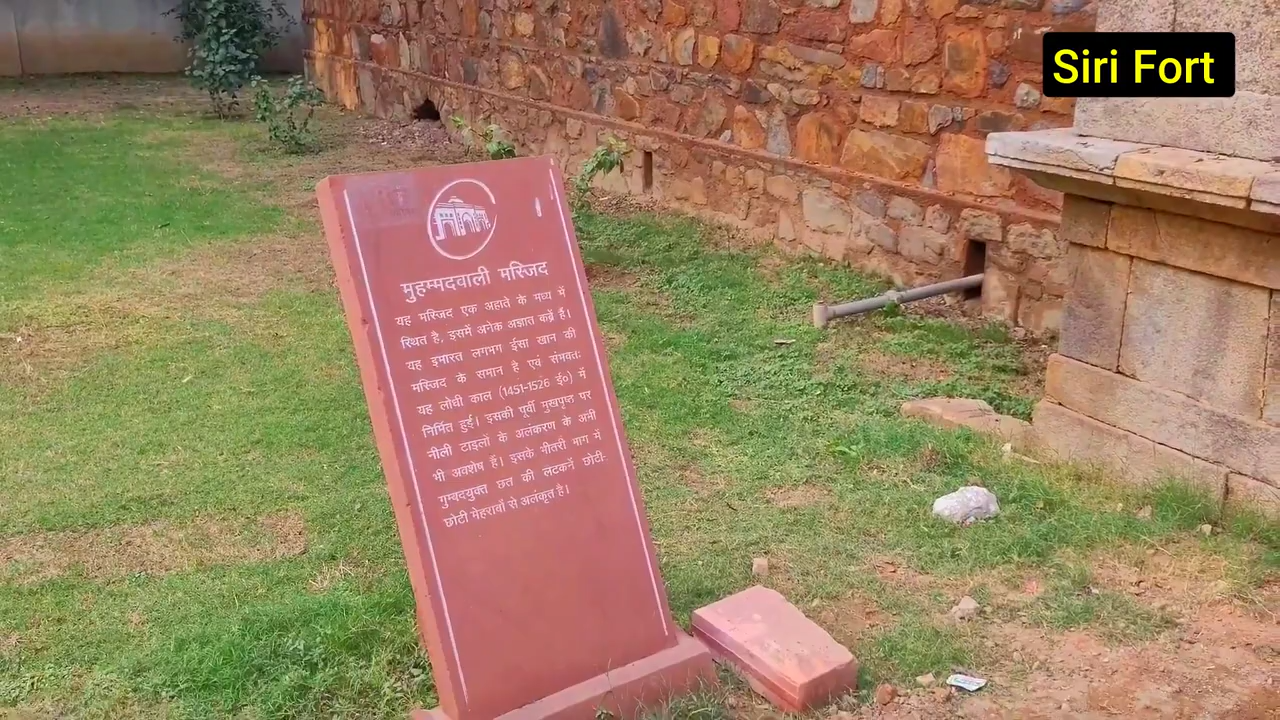 Siri Fort
मुहम्मदवाली मस्जिद
यह मस्जिद एक अहाते के मध्य में
स्थित है, इसमें अनेक अज्ञात कब्रें हैं।
यह इमारत लगभग ईसा खान की
मस्जिद के समान है एवं संभवतः
यह लोधी काल (1451-1526 ई०) में
निर्मित हुई। इसकी पूर्वी मुखपृष्ठ पर
नीली टाइलों के अलंकरण के अभी
भी अवशेष हैं। इसके भीतरी भाग में
गुम्बदयुक्त छत की लटकनें छोटी-
छोटी मेहराबों से अलंकृत है।